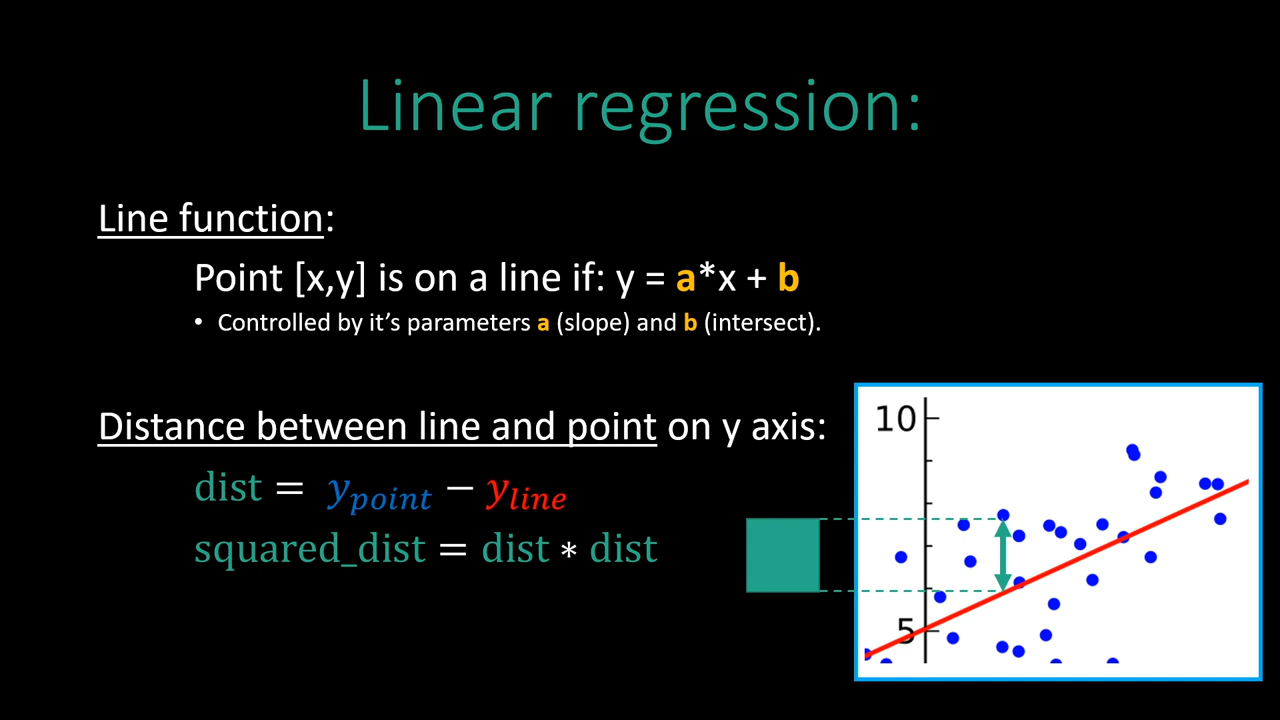 Linear regression:
Line function:
Point [x,y] is on a line if: y = a*x + b
• Controlled by it’s parameters a (slope) and b (intersect).
Distance between line and point on y axis:
dist = y_point − y_line
squared_dist = dist ∗ dist
10
5